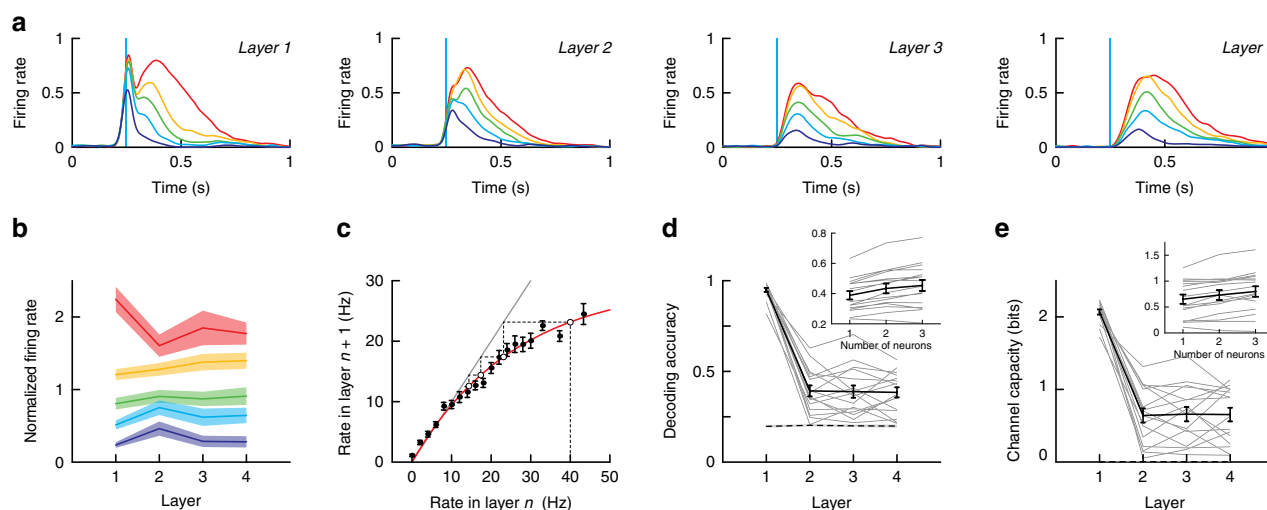 a
Layer 1
Layer 2
Layer 3
Layer
Firing rate
1
0.5
0
0
0.5
1
Time (s)
Firing rate
1
0.5
0
0
0.5
1
Time (s)
Firing rate
1
0.5
0
0
0.5
1
Time (s)
Firing rate
1
0.5
0
0
0.5
1
Time (s)
b
Normalized firing rate
2
1
0
1
2
3
4
Layer
c
Rate in layer n + 1 (Hz)
30
20
10
0
0
10
20
30
40
50
Rate in layer n (Hz)
d
Decoding accuracy
1
0.5
0
1
2
3
4
Layer
0.8
0.6
0.4
0.2
1
2
3
Number of neurons
e
Channel capacity (bits)
2
1
0
1
2
3
4
Layer
1.5
1
0.5
0
1
2
3
Number of neurons